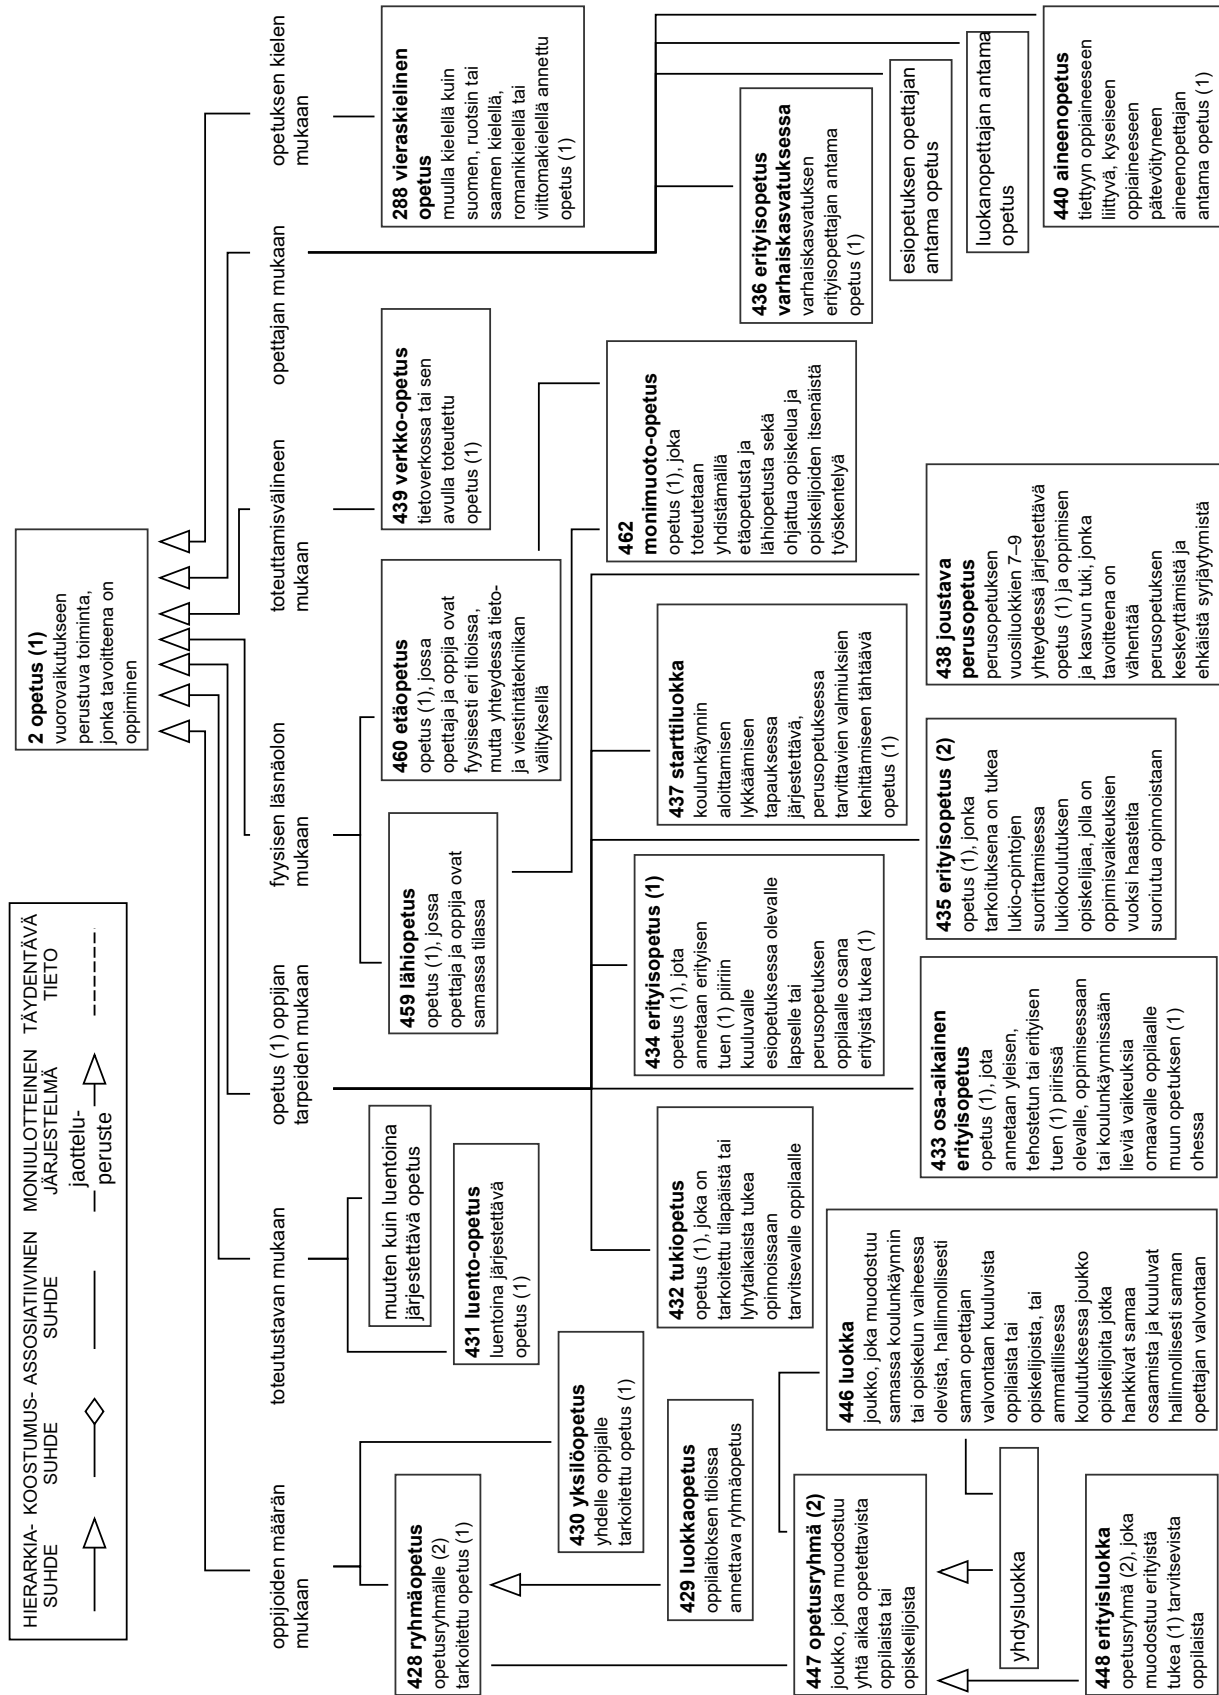 HIERARKIA-
SUHDE
KOOSTUMUS-
SUHDE
ASSOSIATIIVINEN
SUHDE
MONIULOTTEINEN
JÄRJESTELMÄ
jaottelu-
peruste
TÄYDENTÄVÄ
TIETO
2 opetus (1)
vuorovaikutukseen
perustuva toiminta,
jonka tavoitteena on
oppiminen
oppijoiden määrän
mukaan
toteutustavan mukaan
opetus (1) oppijan
tarpeiden mukaan
fyysisen läsnäolon
mukaan
toteuttamisvälineen
mukaan
opettajan mukaan
opetuksen kielen
mukaan
428 ryhmäopetus
opetusryhmälle (2)
tarkoitettu opetus (1)
430 yksilöopetus
yhdelle oppijalle
tarkoitettu opetus (1)
429 luokkaopetus
oppilaitoksen tiloissa
annettava ryhmäopetus
447 opetusryhmä (2)
joukko, joka muodostuu
yhtä aikaa opetettavista
oppilaista tai
opiskelijoista
446 luokka
joukko, joka muodostuu
samassa koulunkäynnin
tai opiskelun vaiheessa
olevista, hallinnollisesti
saman opettajan
valvontaan kuuluvista
oppilaista tai
opiskelijoista, tai
ammatillisessa
koulutuksessa joukko
opiskelijoita jotka
hankkivat samaa
osaamista ja kuuluvat
hallinnollisesti saman
opettajan valvontaan
yhdysluokka
448 erityisluokka
opetusryhmä (2), joka
muodostuu erityistä
tukea (1) tarvitsevista
oppilaista
muuten kuin luentoina
järjestettävä opetus
431 luento-opetus
luentoina järjestettävä
opetus (1)
432 tukiopetus
opetus (1), joka on
tarkoitettu tilapäistä tai
lyhytaikaista tukea
opinnoissaan
tarvitsevalle oppilaalle
433 osa-aikainen
erityisopetus
opetus (1), jota
annetaan yleisen,
tehostetun tai erityisen
tuen (1) piirissä
olevalle, oppimisessaan
tai koulunkäynnissään
lieviä vaikeuksia
omaavalle oppilaalle
muun opetuksen (1)
ohessa
434 erityisopetus (1)
opetus (1), jota
annetaan erityisen
tuen (1) piiriin
kuuluvalle
esiopetuksessa olevalle
lapselle tai
perusopetuksen
oppilaalle osana
erityistä tukea (1)
435 erityisopetus (2)
opetus (1), jonka
tarkoituksena on tukea
lukio-opintojen
suorittamisessa
lukiokoulutuksen
opiskelijaa, jolla on
oppimisvaikeuksien
vuoksi haasteita
suoriutua opinnoistaan
437 starttiluokka
koulunkäynnin
aloittamisen
lykkäämisen
tapauksessa
järjestettävä,
perusopetuksessa
tarvittavien valmiuksien
kehittämiseen tähtäävä
opetus (1)
438 joustava
perusopetus
perusopetuksen
vuosiluokkien 7–9
yhteydessä järjestettävä
opetus (1) ja oppimisen
ja kasvun tuki, jonka
tavoitteena on
vähentää
perusopetuksen
keskeyttämistä ja
ehkäistä syrjäytymistä
459 lähiopetus
opetus (1), jossa
opettaja ja oppija ovat
samassa tilassa
460 etäopetus
opetus (1), jossa
opettaja ja oppija ovat
fyysisesti eri tiloissa,
mutta yhteydessä tieto-
ja viestintätekniikan
välityksellä
462
monimuoto-opetus
opetus (1), joka
toteutetaan
yhdistämällä
etäopetusta ja
lähiopetusta sekä
ohjattua opiskelua ja
opiskelijoiden itsenäistä
työskentelyä
439 verkko-opetus
tietoverkossa tai sen
avulla toteutettu
opetus (1)
436 erityisopetus
varhaiskasvatuksessa
varhaiskasvatuksen
erityisopettajan antama
opetus (1)
esiopetuksen opettajan
antama opetus
luokanopettajan antama
opetus
440 aineenopetus
tiettyyn oppiaineeseen
liittyvä, kyseiseen
oppiaineeseen
pätevöityneen
aineenopettajan
antama opetus (1)
288 vieraskielinen
opetus
muulla kielellä kuin
suomen, ruotsin tai
saamen kielellä,
romanikielellä tai
viittomakielellä annettu
opetus (1)